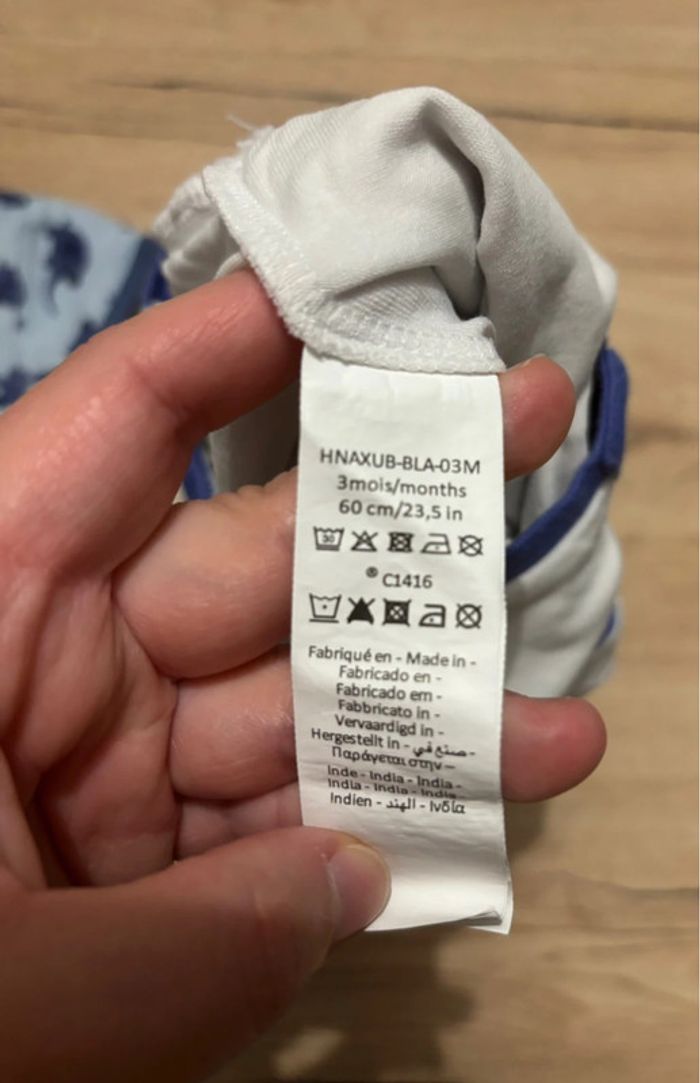 HNAXUB-BLA-03M
3mois/months
60 cm/23,5 in
30
® C1416
Fabriqué en - Made in -
Fabricado en -
Fabricado em -
Fabbricato in -
Vervaardigd in -
Hergestellt in - صنع في -
Παράγεται στην –
Inde - India - India -
India - India - India -
Indien - الهند - Ινδία